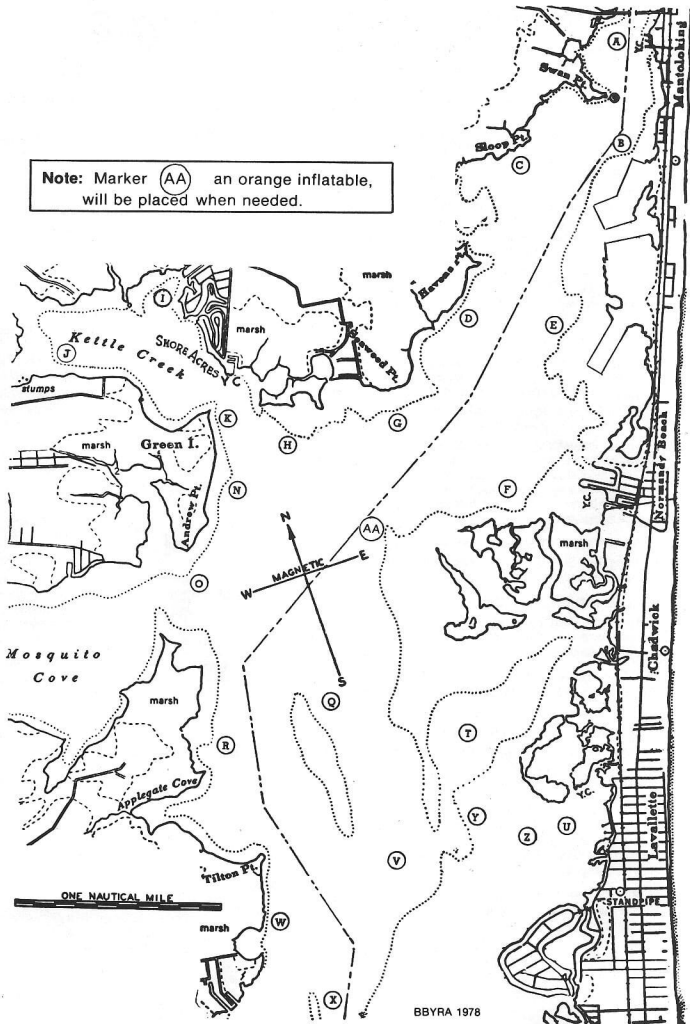 A
Y.C.
Mantoloking
Swan Pt.
B
Sloop Pt.
C
Note: Marker AA an orange inflatable,
will be placed when needed.
marsh
Havens Pt.
D
I
Kettle Creek
SHORE ACRES Y.C.
marsh
Seawood Pt.
E
J
stumps
K
G
H
Green I.
marsh
Normandy Beach
Andrew Pt.
N
F
Y.C.
AA
N
marsh
MAGNETIC
E
W
O
S
Chadwick
Mosquito
Cove
marsh
Q
T
R
Applegate Cove
Y.C.
Y
Z
U
Lavallette
V
Tilton Pt.
ONE NAUTICAL MILE
STANDPIPE
marsh
W
X
BBYRA 1978